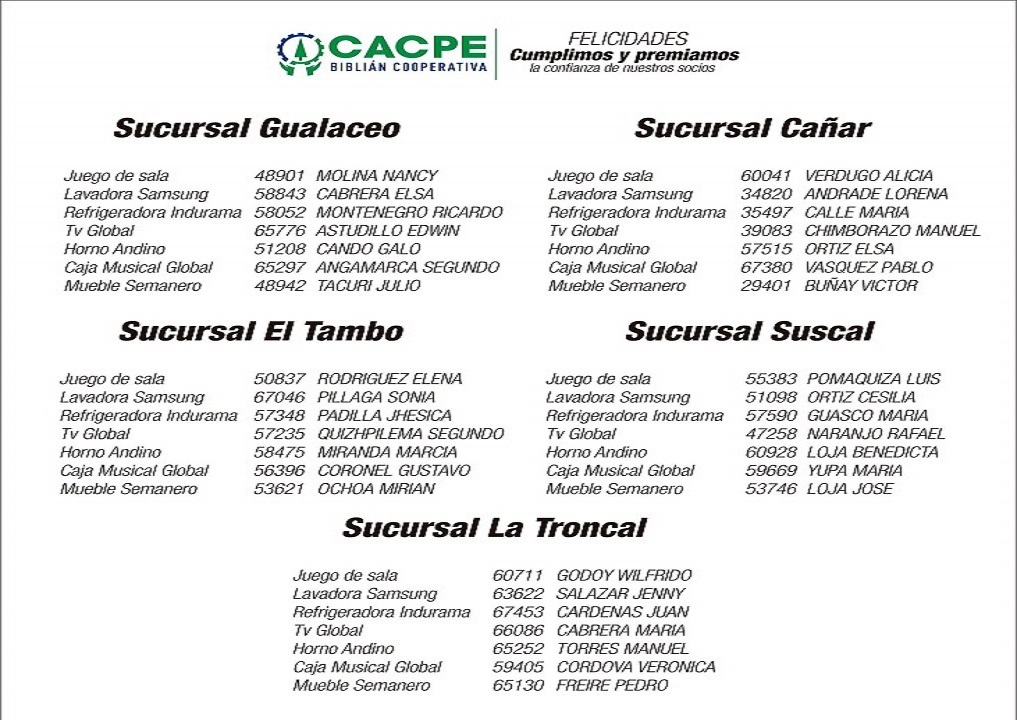 CACPE
BIBLIÁN COOPERATIVA
FELICIDADES
Cumplimos y premiamos
la confianza de nuestros socios
Sucursal Gualaceo
Juego de sala 48901 MOLINA NANCY
Lavadora Samsung 58843 CABRERA ELSA
Refrigeradora Indurama 58052 MONTENEGRO RICARDO
Tv Global 65776 ASTUDILLO EDWIN
Horno Andino 51208 CANDO GALO
Caja Musical Global 65297 ANGAMARCA SEGUNDO
Mueble Semanero 48942 TACURI JULIO
Sucursal Cañar
Juego de sala 60041 VERDUGO ALICIA
Lavadora Samsung 34820 ANDRADE LORENA
Refrigeradora Indurama 35497 CALLE MARIA
Tv Global 39083 CHIMBORAZO MANUEL
Horno Andino 57515 ORTIZ ELSA
Caja Musical Global 67380 VASQUEZ PABLO
Mueble Semanero 29401 BUÑAY VICTOR
Sucursal El Tambo
Juego de sala 50837 RODRIGUEZ ELENA
Lavadora Samsung 67046 PILLAGA SONIA
Refrigeradora Indurama 57348 PADILLA JHESICA
Tv Global 57235 QUIZHPILEMA SEGUNDO
Horno Andino 58475 MIRANDA MARCIA
Caja Musical Global 56396 CORONEL GUSTAVO
Mueble Semanero 53621 OCHOA MIRIAN
Sucursal Suscal
Juego de sala 55383 POMAQUIZA LUIS
Lavadora Samsung 51098 ORTIZ CESILIA
Refrigeradora Indurama 57590 GUASCO MARIA
Tv Global 47258 NARANJO RAFAEL
Horno Andino 60928 LOJA BENEDICTA
Caja Musical Global 59669 YUPA MARIA
Mueble Semanero 53746 LOJA JOSE
Sucursal La Troncal
Juego de sala 60711 GODOY WILFRIDO
Lavadora Samsung 63622 SALAZAR JENNY
Refrigeradora Indurama 67453 CARDENAS JUAN
Tv Global 66086 CABRERA MARIA
Horno Andino 65252 TORRES MANUEL
Caja Musical Global 59405 CORDOVA VERONICA
Mueble Semanero 65130 FREIRE PEDRO